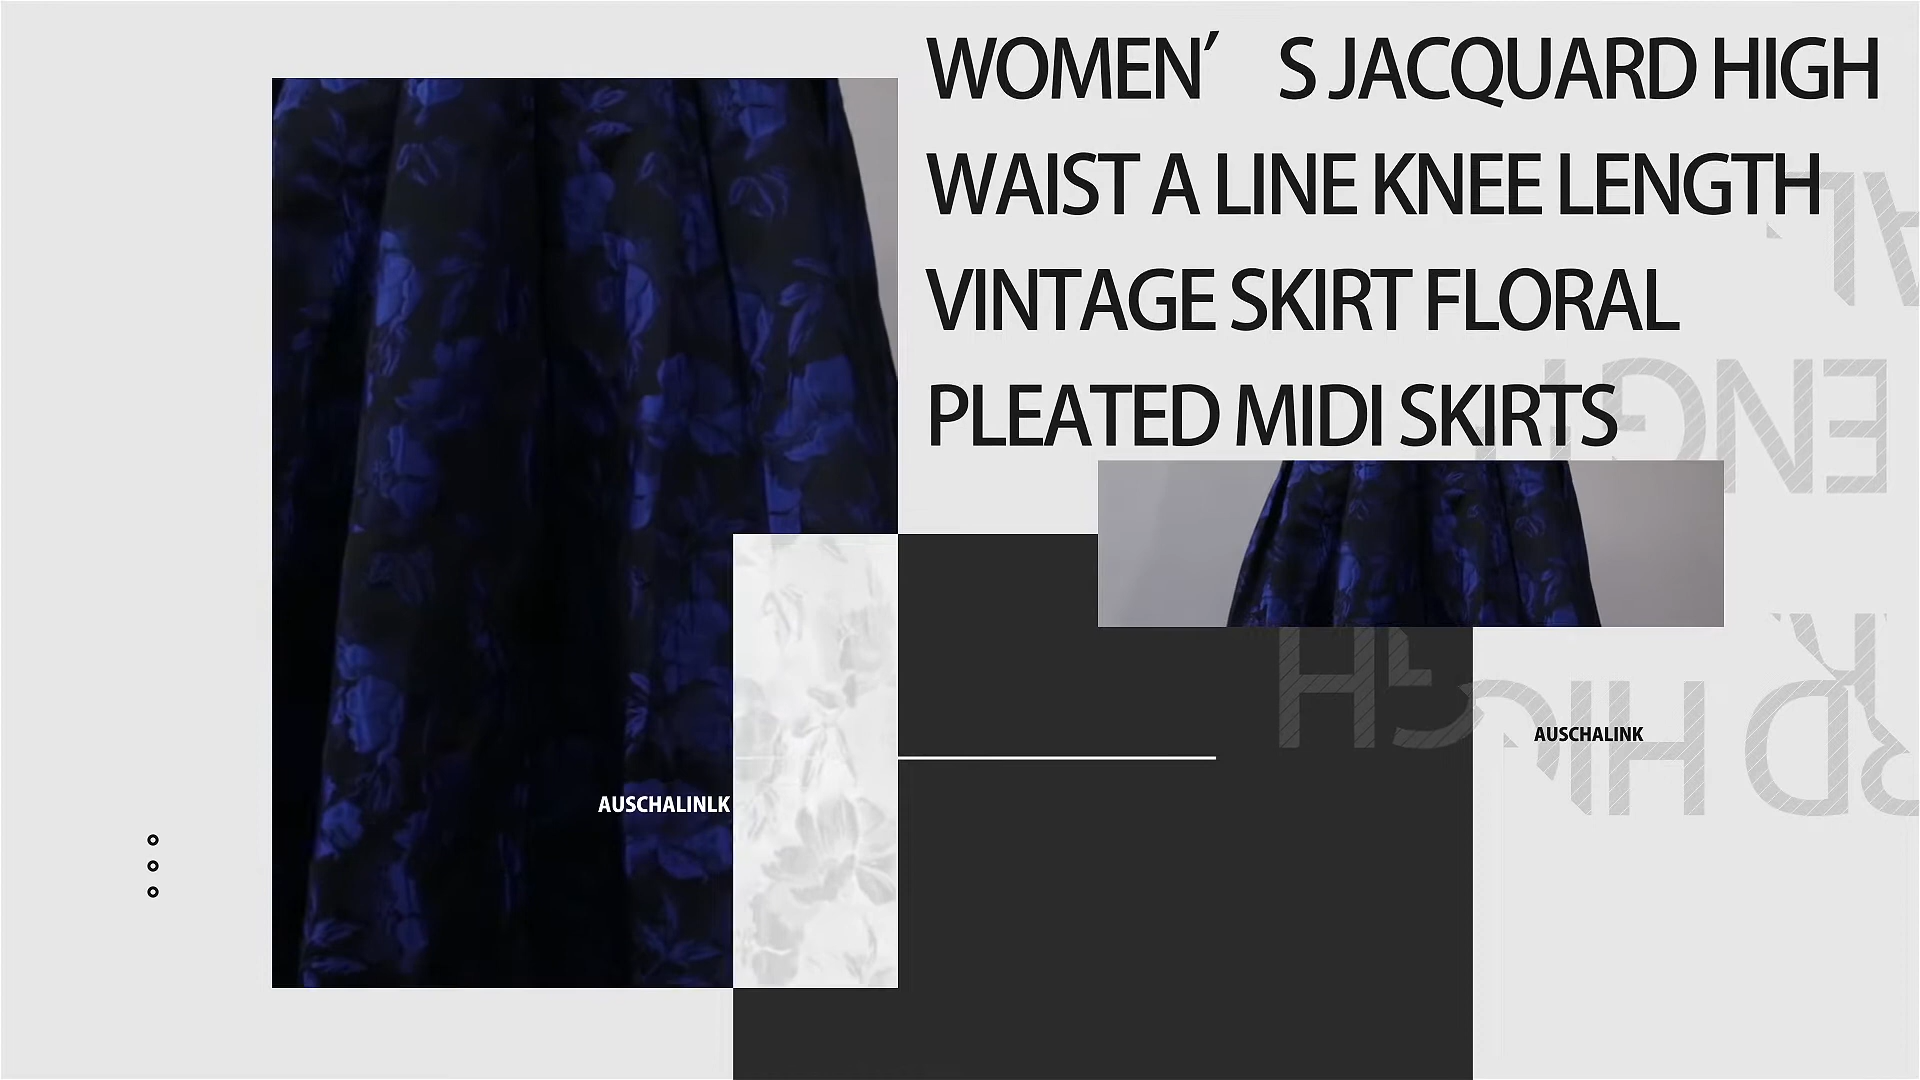 WOMEN’ S JACQUARD HIGH
WAIST A LINE KNEE LENGTH
VINTAGE SKIRT FLORAL
PLEATED MIDI SKIRTS
AUSCHALINK
AUSCHALINLK